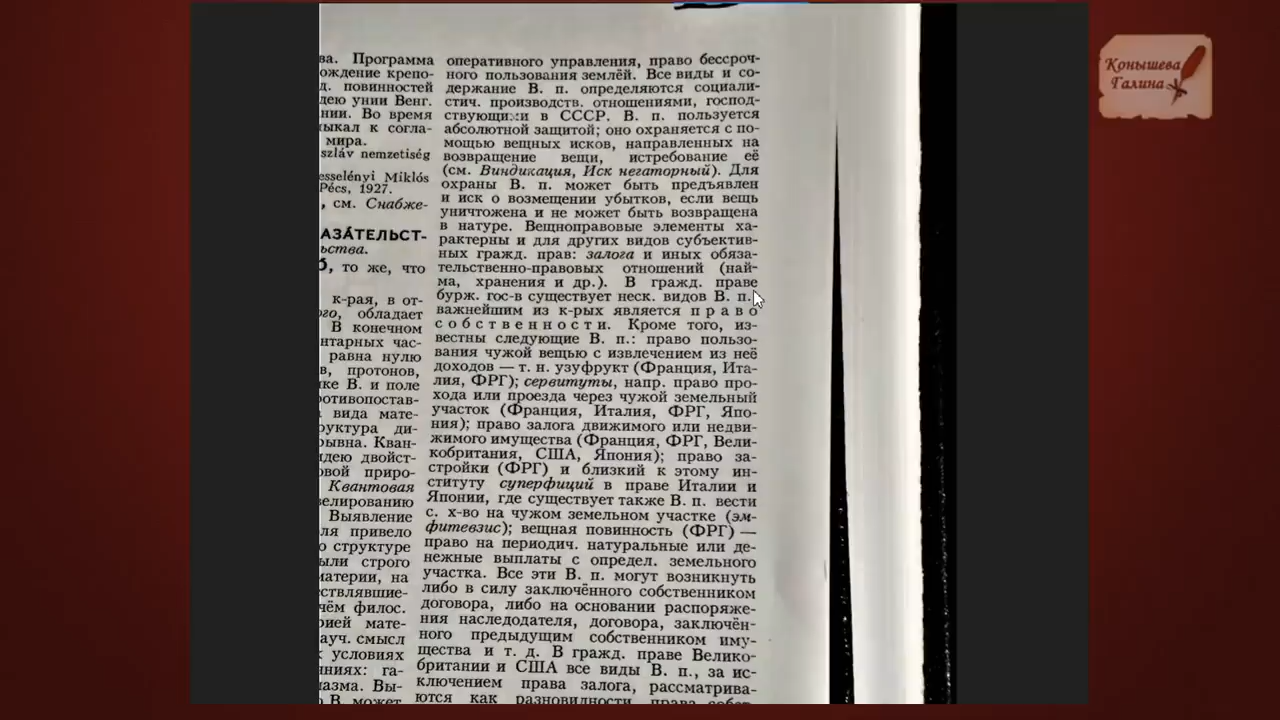 ва. Программа
ождение крепо-
д. повинностей
дею унии Венг.
нии. Во время
ыкал к согла-
мира.
szláv nemzetiség
esselényi Miklós
Pécs, 1927.
, см. Снабже-
АЗА́ТЕЛЬСТ-
ьства.
то же, что
к-рая, в от-
ого, обладает
В конечном
нтарных час-
равна нулю
в, протонов,
ке В. и поле
ротивопостав-
вида мате-
руктура ди-
рывна. Кван-
идею двойст-
овой приро-
Квантовая
велированию
Выявление
ля привело
о структуре
ыли строго
материи, на
ствлявшие-
чём филос.
рией мате-
ауч. смысл
условиях
яниях: га-
азма. Вы-
В. может
оперативного управления, право бессроч-
ного пользования землёй. Все виды и со-
держание В. п. определяются социали-
стич. производств. отношениями, господ-
ствующими в СССР. В. п. пользуется
абсолютной защитой; оно охраняется с по-
мощью вещных исков, направленных на
возвращение вещи, истребование её
(см. Виндикация, Иск негаторный). Для
охраны В. п. может быть предъявлен
и иск о возмещении убытков, если вещь
уничтожена и не может быть возвращена
в натуре. Вещноправовые элементы ха-
рактерны и для других видов субъектив-
ных гражд. прав: залога и иных обяза-
тельственно-правовых отношений (най-
ма, хранения и др.). В гражд. праве
бурж. гос-в существует неск. видов В. п.,
важнейшим из к-рых является право
собственности. Кроме того, из-
вестны следующие В. п.: право пользо-
вания чужой вещью с извлечением из неё
доходов — т. н. узуфрукт (Франция, Ита-
лия, ФРГ); сервитуты, напр. право про-
хода или проезда через чужой земельный
участок (Франция, Италия, ФРГ, Япо-
ния); право залога движимого или недви-
жимого имущества (Франция, ФРГ, Вели-
кобритания, США, Япония); право за-
стройки (ФРГ) и близкий к этому ин-
ституту суперфиций в праве Италии и
Японии, где существует также В. п. вести
с. х-во на чужом земельном участке (эм-
фитевзис); вещная повинность (ФРГ) —
право на периодич. натуральные или де-
нежные выплаты с определ. земельного
участка. Все эти В. п. могут возникнуть
либо в силу заключённого собственником
договора, либо на основании распоряже-
ния наследодателя, договора, заключён-
ного предыдущим собственником иму-
щества и т. д. В гражд. праве Велико-
британии и США все виды В. п., за ис-
ключением права залога, рассматрива-
ются как разновидности права собст-
Конышева
Галина